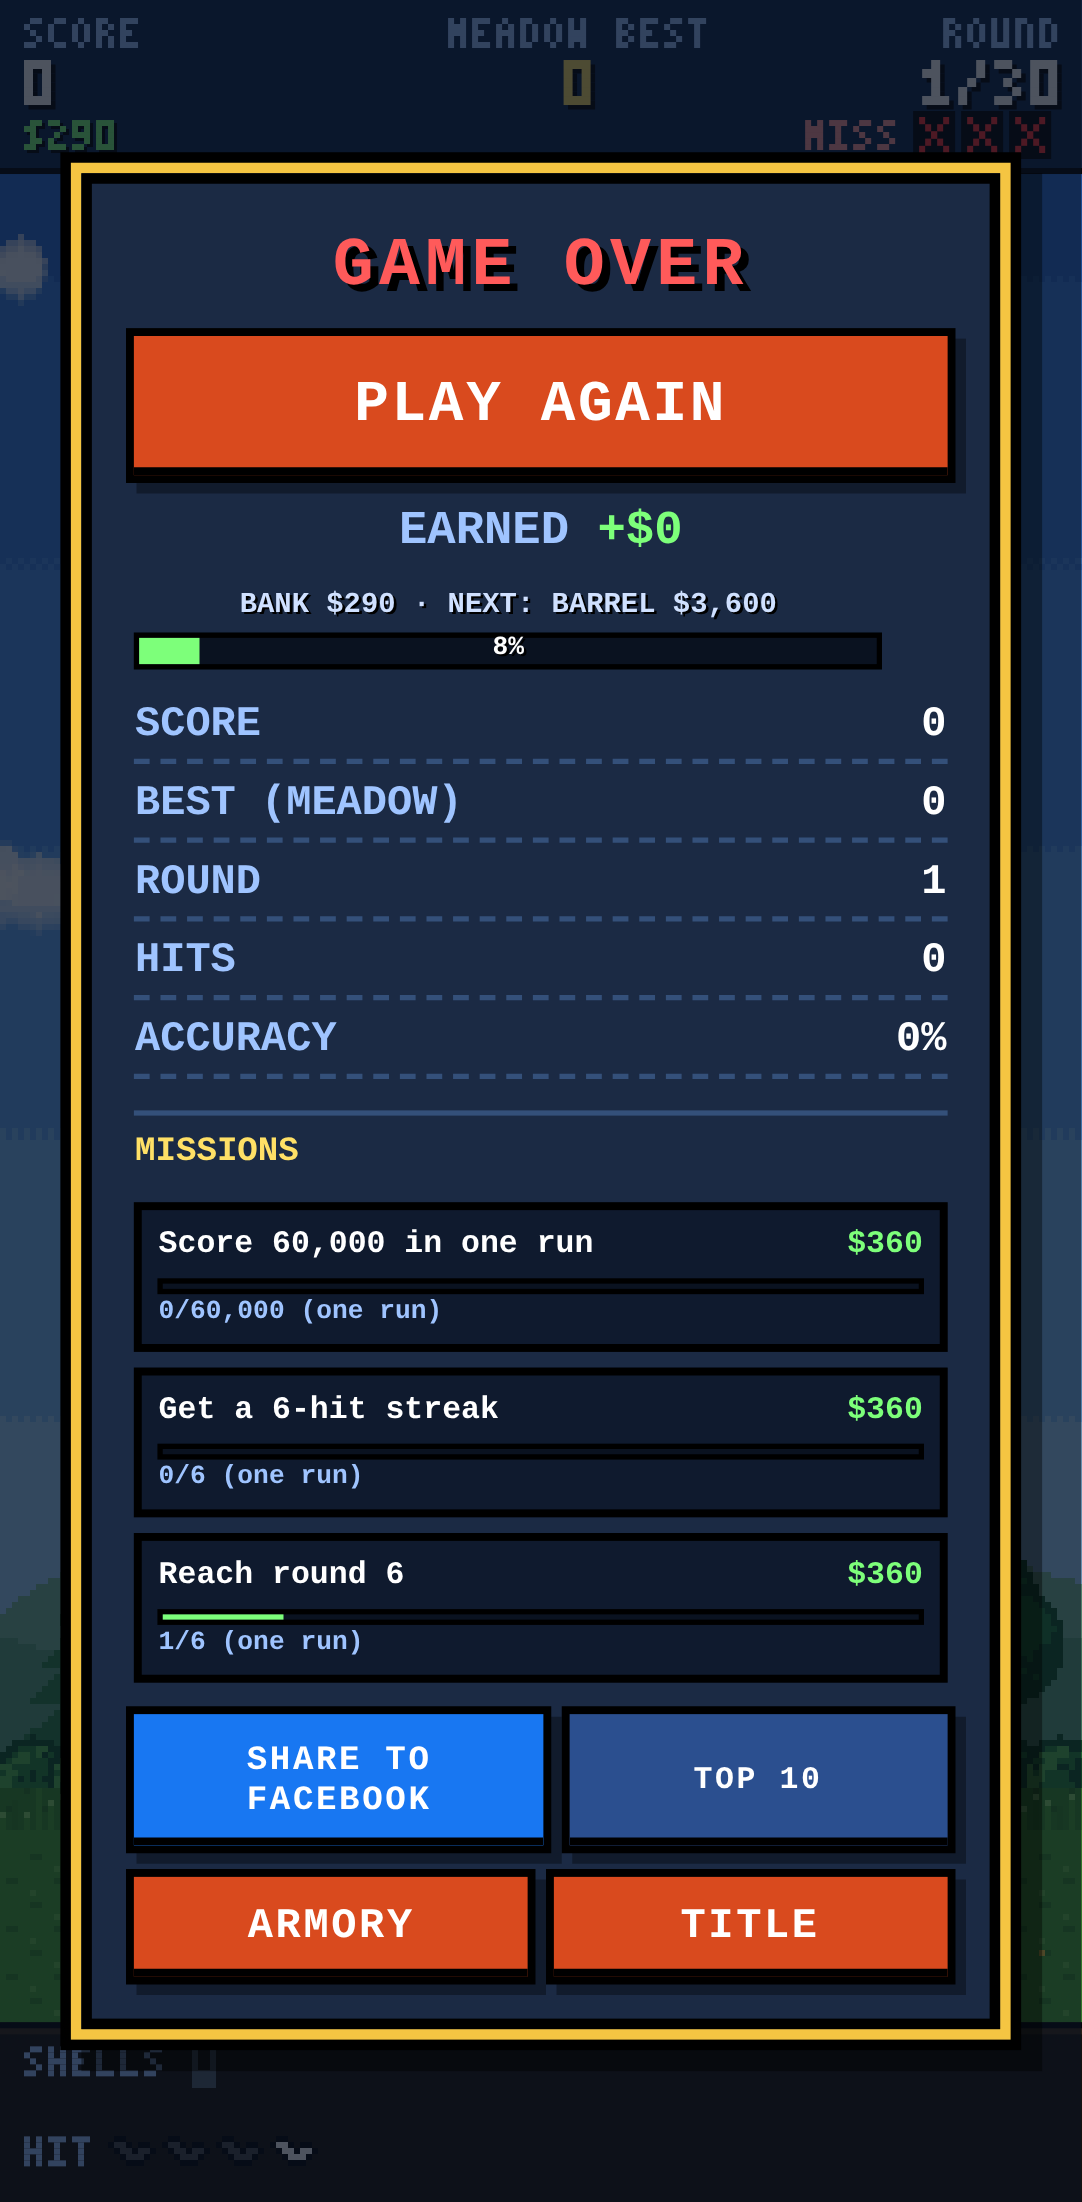 SCORE MEADOW BEST ROUND
0 0 1/30
$290 MISS
GAME OVER
PLAY AGAIN
EARNED +$0
BANK $290 · NEXT: BARREL $3,600
8%
SCORE 0
BEST (MEADOW) 0
ROUND 1
HITS 0
ACCURACY 0%
MISSIONS
Score 60,000 in one run $360
0/60,000 (one run)
Get a 6-hit streak $360
0/6 (one run)
Reach round 6 $360
1/6 (one run)
SHARE TO
FACEBOOK
TOP 10
ARMORY TITLE
SHELLS 0
HIT